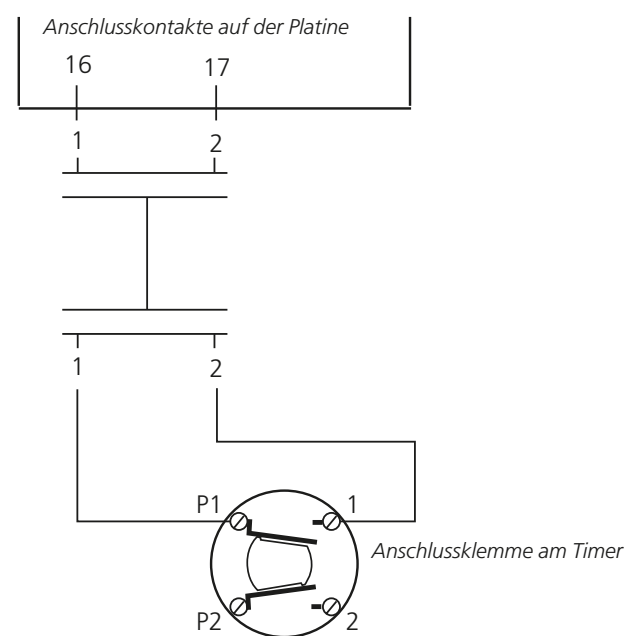 Anschlusskontakte auf der Platine
16 17
1 2
1 2
P1 1
Anschlussklemme am Timer
P2 2